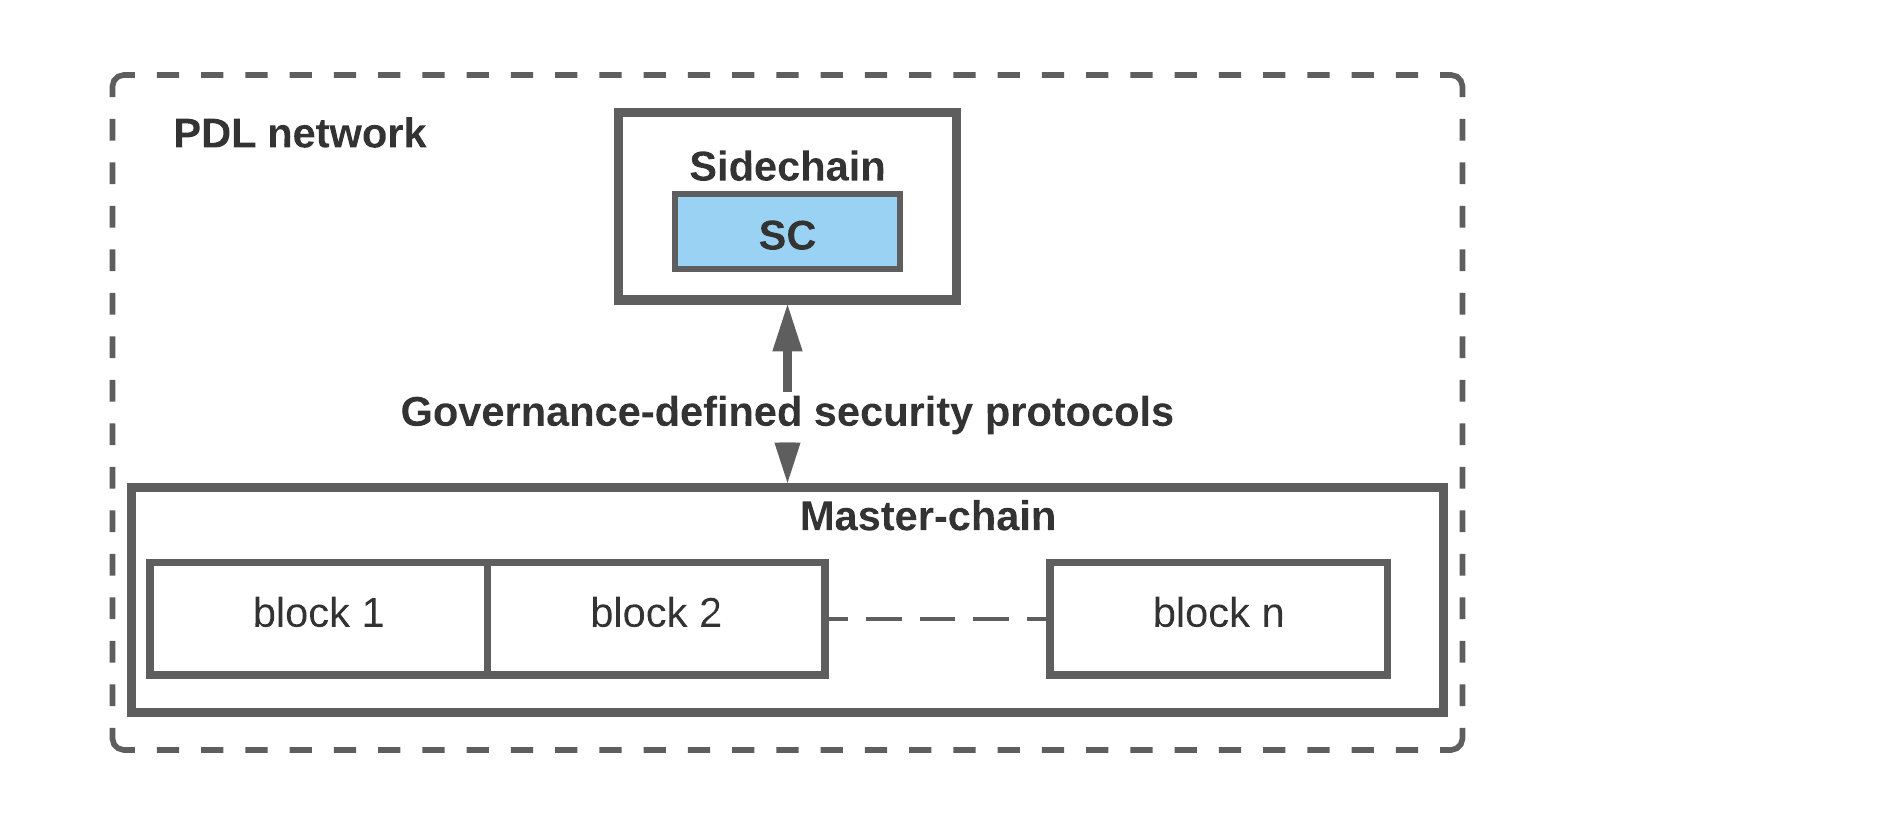 PDL network
Sidechain
SC
Governance-defined security protocols
Master-chain
block 1
block 2
block n